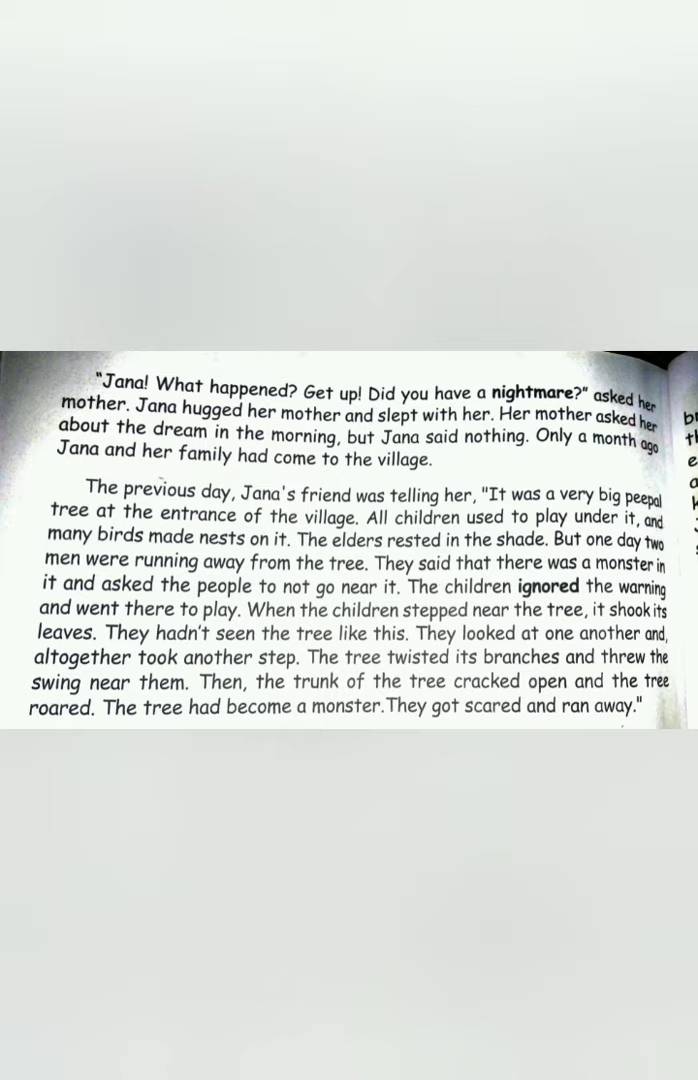 "Jana! What happened? Get up! Did you have a nightmare?" asked her
mother. Jana hugged her mother and slept with her. Her mother asked her
about the dream in the morning, but Jana said nothing. Only a month ago
Jana and her family had come to the village.
The previous day, Jana's friend was telling her, "It was a very big peepal
tree at the entrance of the village. All children used to play under it, and
many birds made nests on it. The elders rested in the shade. But one day two
men were running away from the tree. They said that there was a monster in
it and asked the people to not go near it. The children ignored the warning
and went there to play. When the children stepped near the tree, it shook its
leaves. They hadn't seen the tree like this. They looked at one another and,
altogether took another step. The tree twisted its branches and threw the
swing near them. Then, the trunk of the tree cracked open and the tree
roared. The tree had become a monster.They got scared and ran away."